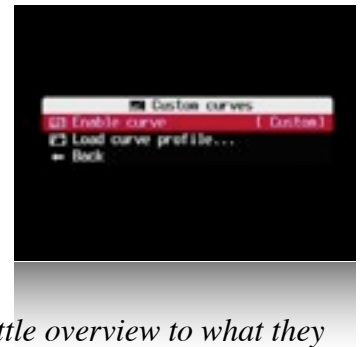 Custom curves
Enable curve [ Custom]
Load curve profile...
Back
ttle overview to what they